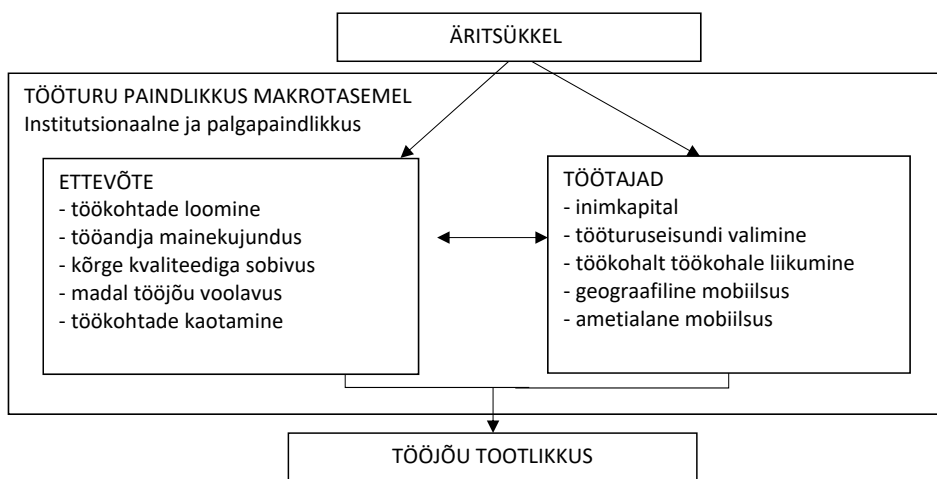 ÄRITSÜKKEL
TÖÖTURU PAINDLIKKUS MAKROTASEMEL
Institutsionaalne ja palgapaindlikkus
ETTEVÕTE
- töökohtade loomine
- tööandja mainekujundus
- kõrge kvaliteediga sobivus
- madal tööjõu voolavus
- töökohtade kaotamine
TÖÖTAJAD
- inimkapital
- tööturuseisundi valimine
- töökohalt töökohale liikumine
- geograafiline mobiilsus
- ametialane mobiilsus
TÖÖJÕU TOOTLIKKUS